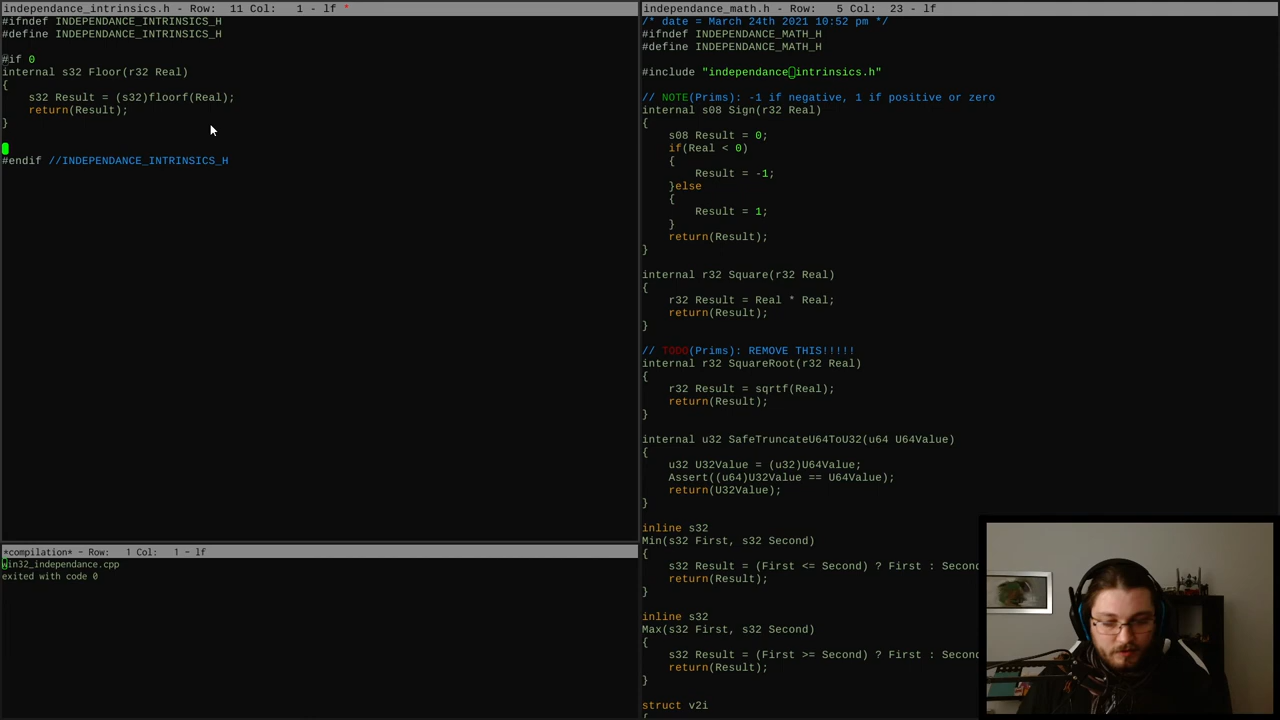 independance_intrinsics.h - Row:  11 Col:   1 - lf *
#ifndef INDEPENDANCE_INTRINSICS_H
#define INDEPENDANCE_INTRINSICS_H
#if 0
internal s32 Floor(r32 Real)
{
    s32 Result = (s32)floorf(Real);
    return(Result);
}
#endif //INDEPENDANCE_INTRINSICS_H
*compilation* - Row:   1 Col:   1 - lf
win32_independance.cpp
exited with code 0
independance_math.h - Row:   5 Col:  23 - lf
/* date = March 24th 2021 10:52 pm */
#ifndef INDEPENDANCE_MATH_H
#define INDEPENDANCE_MATH_H
#include "independance_intrinsics.h"
// NOTE(Prims): -1 if negative, 1 if positive or zero
internal s08 Sign(r32 Real)
{
    s08 Result = 0;
    if(Real < 0)
    {
        Result = -1;
    }else
    {
        Result = 1;
    }
    return(Result);
}
internal r32 Square(r32 Real)
{
    r32 Result = Real * Real;
    return(Result);
}
// TODO(Prims): REMOVE THIS!!!!!
internal r32 SquareRoot(r32 Real)
{
    r32 Result = sqrtf(Real);
    return(Result);
}
internal u32 SafeTruncateU64ToU32(u64 U64Value)
{
    u32 U32Value = (u32)U64Value;
    Assert((u64)U32Value == U64Value);
    return(U32Value);
}
inline s32
Min(s32 First, s32 Second)
{
    s32 Result = (First <= Second) ? First : Secon
    return(Result);
}
inline s32
Max(s32 First, s32 Second)
{
    s32 Result = (First >= Second) ? First : Secon
    return(Result);
}
struct v2i
{